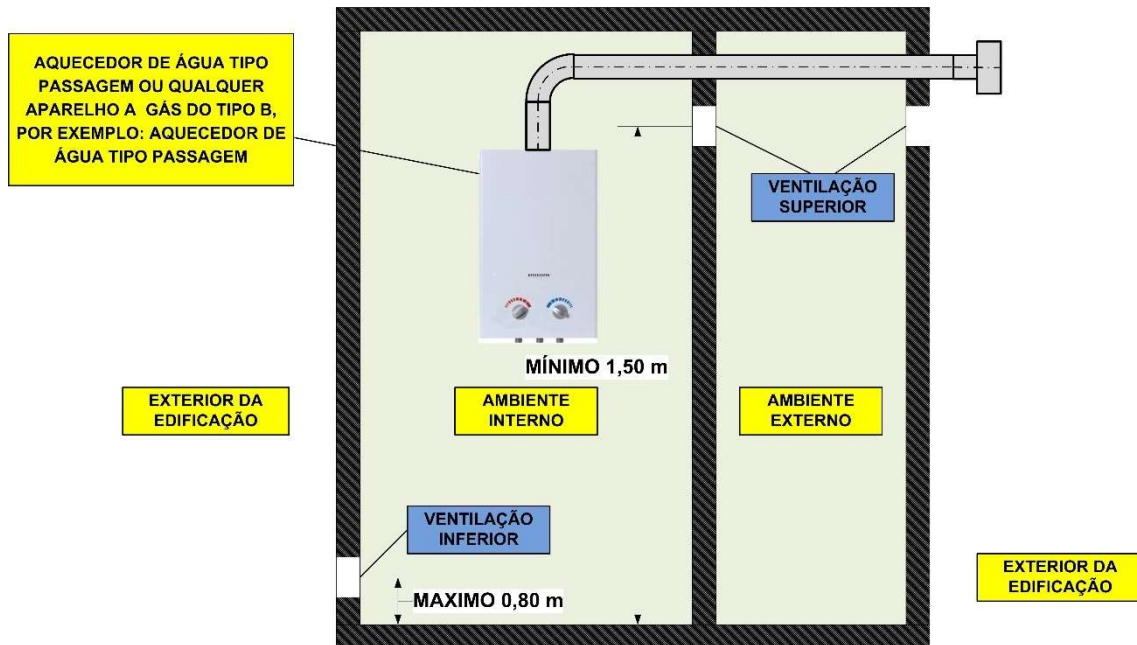 AQUECEDOR DE ÁGUA TIPO
PASSAGEM OU QUALQUER
APARELHO A GÁS DO TIPO B,
POR EXEMPLO: AQUECEDOR DE
ÁGUA TIPO PASSAGEM
VENTILAÇÃO
SUPERIOR
MÍNIMO 1,50 m
EXTERIOR DA
EDIFICAÇÃO
AMBIENTE
INTERNO
AMBIENTE
EXTERNO
VENTILAÇÃO
INFERIOR
MAXIMO 0,80 m
EXTERIOR DA
EDIFICAÇÃO